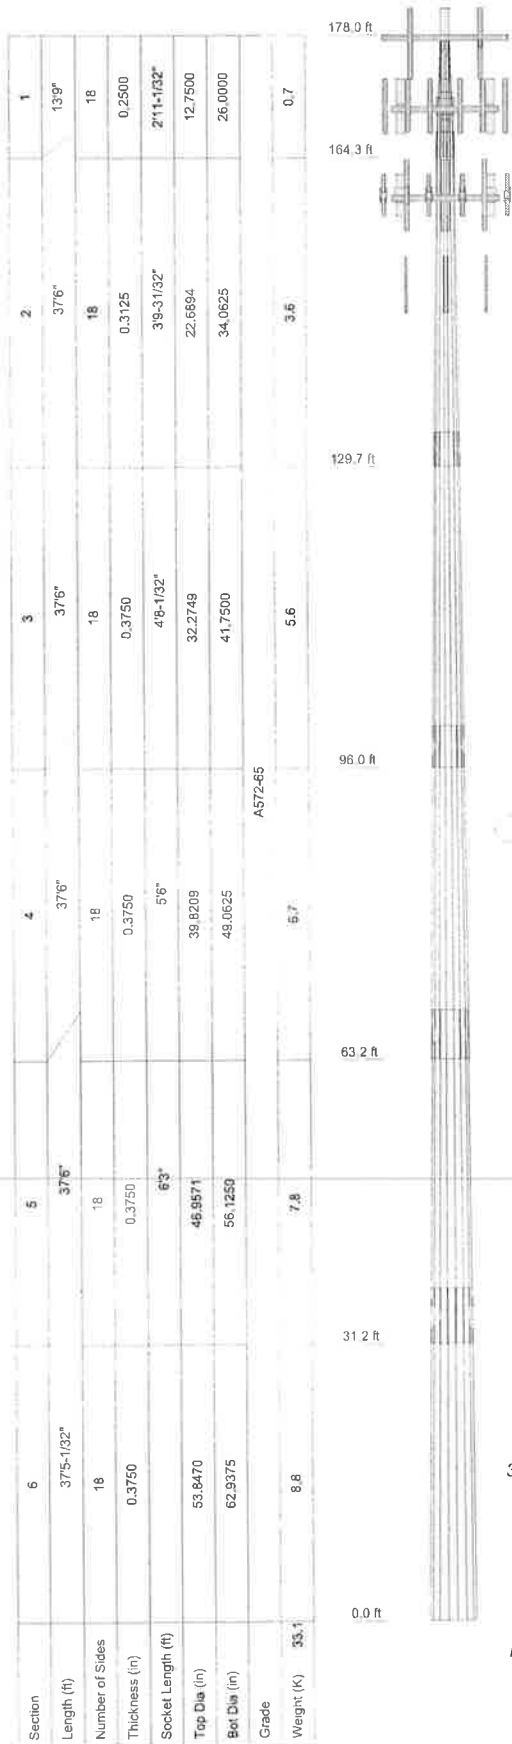 Section 6 5 4 3 2 1
Length (ft) 37'5-1/32" 37'6" 37'6" 37'6" 37'6" 13'9"
Number of Sides 18 18 18 18 18 18
Thickness (in) 0.3750 0.3750 0.3750 0.3750 0.3125 0.2500
Socket Length (ft) 6'3" 5'6" 4'8-1/32" 3'9-31/32" 2'11-1/32"
Top Dia (in) 53.8470 46.9571 39.8209 32.2749 22.6894 12.7500
Bot Dia (in) 62.9375 56.1250 49.0625 41.7500 34.0625 26.0000
Grade A572-65
Weight (K) 33.1 8.8 7.8 6.7 5.6 3.6 0.7
178.0 ft
164.3 ft
129.7 ft
96.0 ft
63.2 ft
31.2 ft
0.0 ft